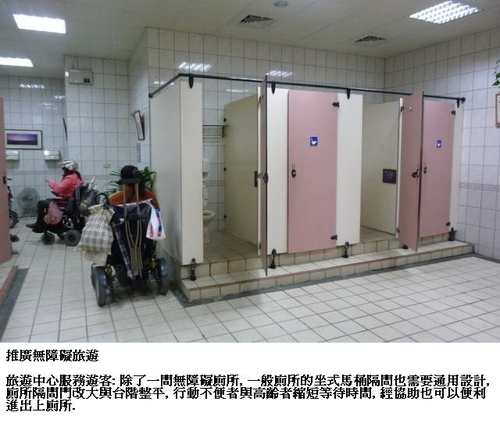 推廣無障礙旅遊
旅遊中心服務遊客: 除了一間無障礙廁所, 一般廁所的坐式馬桶隔間也需要通用設計,
廁所隔間門改大與台階整平, 行動不便者與高齡者縮短等待時間, 經協助也可以便利
進出上廁所.